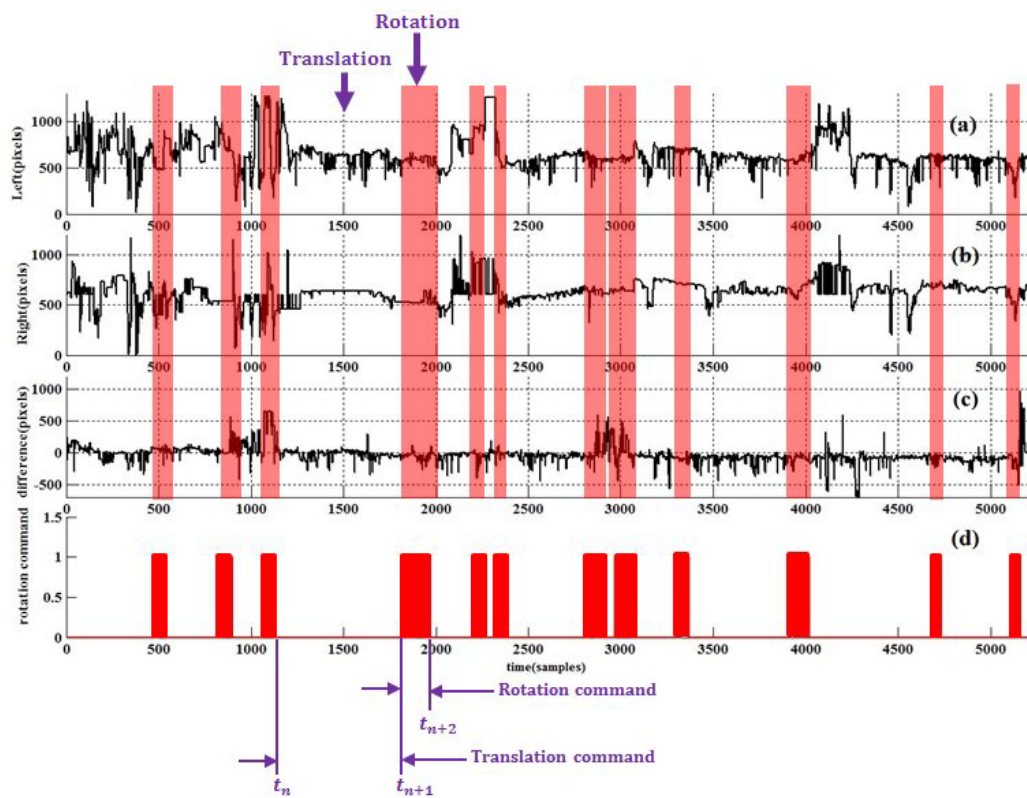 Rotation
Translation
(a)
Left(pixels)
1000
500
0
0 500 1000 1500 2000 2500 3000 3500 4000 4500 5000
(b)
Right(pixels)
1000
500
0
0 500 1000 1500 2000 2500 3000 3500 4000 4500 5000
(c)
difference(pixels)
1000
500
0
-500
0 500 1000 1500 2000 2500 3000 3500 4000 4500 5000
(d)
rotation command
1.5
1
0.5
0
0 500 1000 1500 2000 2500 3000 3500 4000 4500 5000
time(samples)
Rotation command
tn+2
Translation command
tn
tn+1